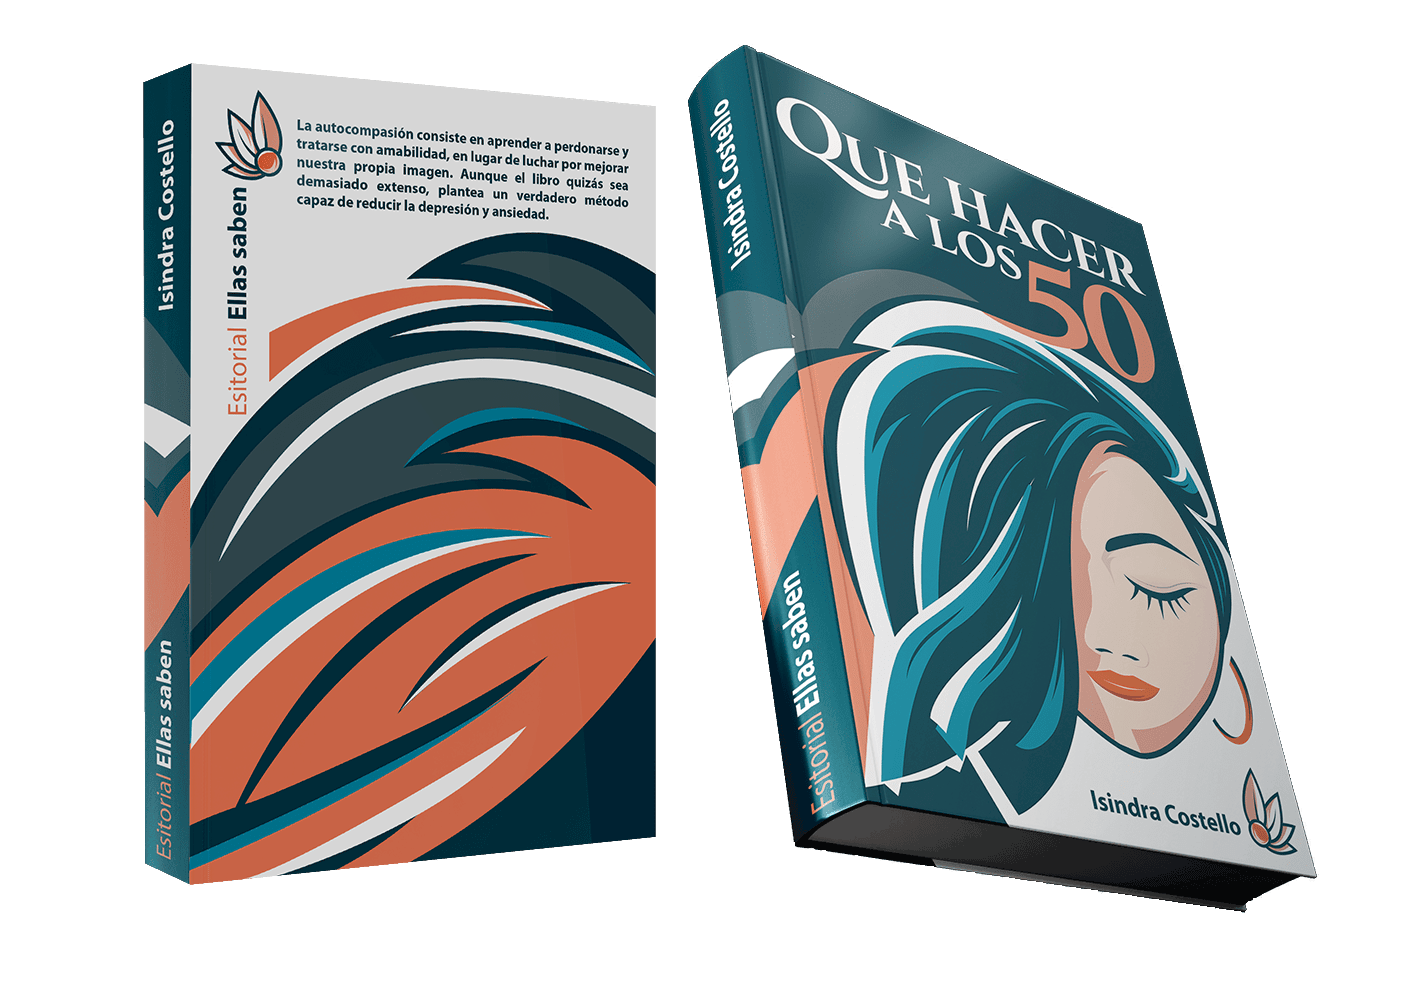 Isindra Costello
Esitorial Ellas saben
Esitorial Ellas saben
La autocompasión consiste en aprender a perdonarse y
tratarse con amabilidad, en lugar de luchar por mejorar
nuestra propia imagen. Aunque el libro quizás sea
demasiado extenso, plantea un verdadero método
capaz de reducir la depresión y ansiedad.
Isindra Costello
Esitorial Ellas saben
QUE HACER
A LOS 50
Isindra Costello